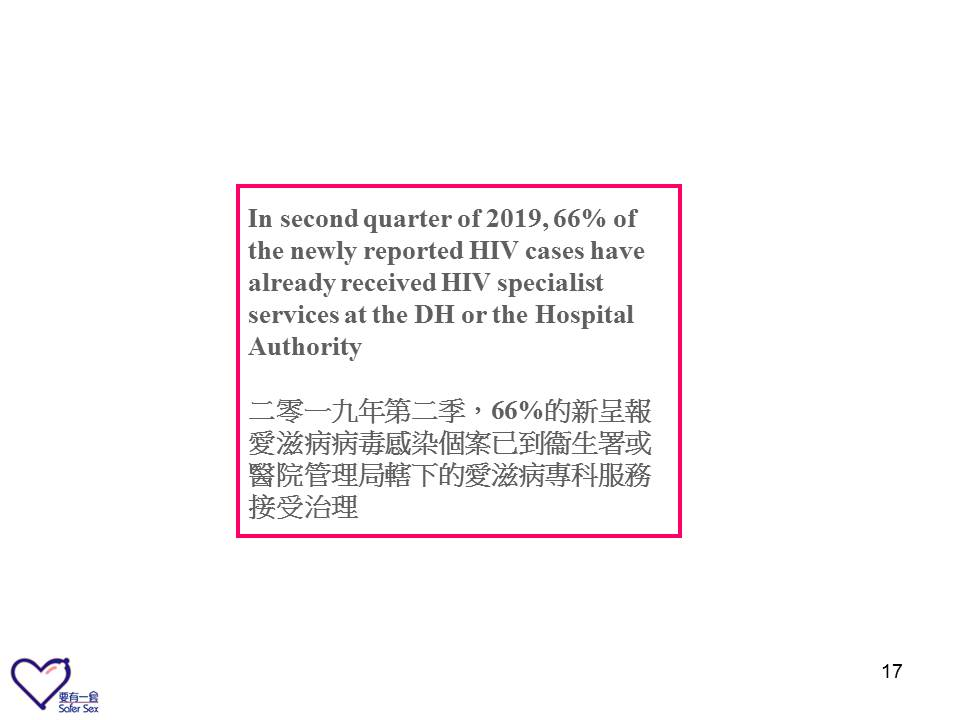 In second quarter of 2019, 66% of
the newly reported HIV cases have
already received HIV specialist
services at the DH or the Hospital
Authority
二零一九年第二季，66%的新呈報
愛滋病病毒感染個案已到衞生署或
醫院管理局轄下的愛滋病專科服務
接受治理
要有一套
Safer Sex
17